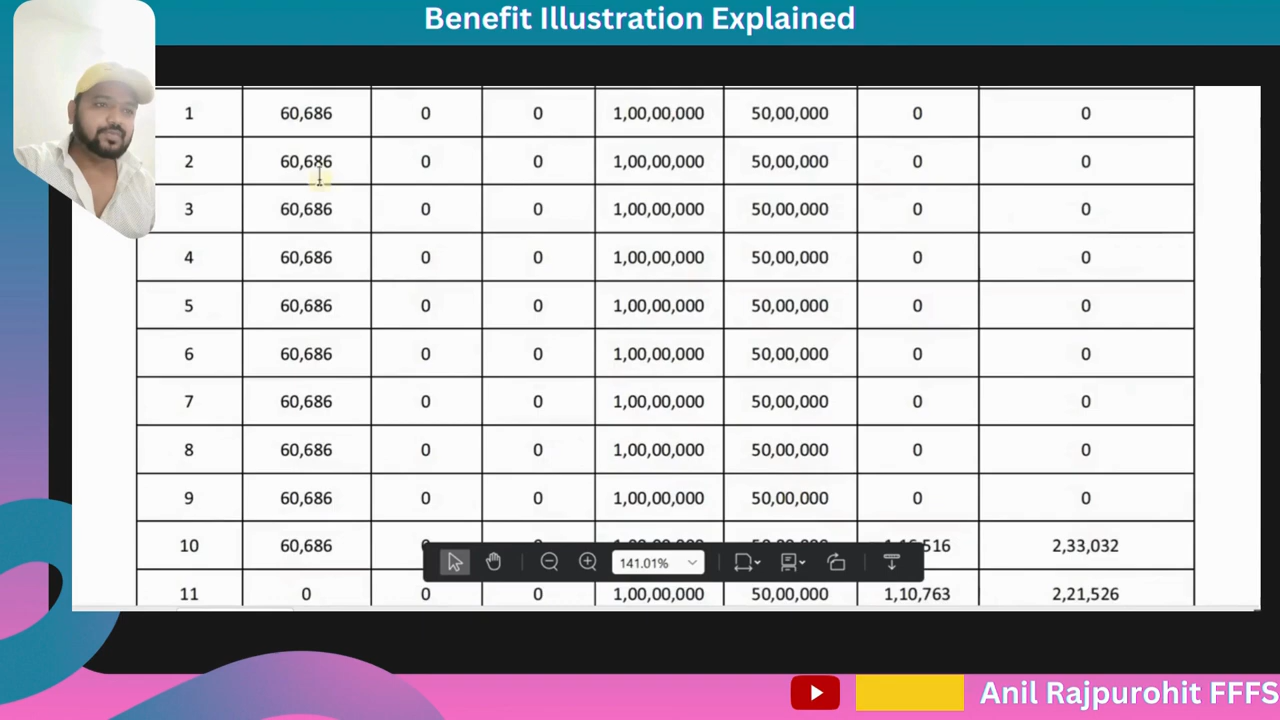 Benefit Illustration Explained
1 60,686 0 0 1,00,00,000 50,00,000 0 0
2 60,686 0 0 1,00,00,000 50,00,000 0 0
3 60,686 0 0 1,00,00,000 50,00,000 0 0
4 60,686 0 0 1,00,00,000 50,00,000 0 0
5 60,686 0 0 1,00,00,000 50,00,000 0 0
6 60,686 0 0 1,00,00,000 50,00,000 0 0
7 60,686 0 0 1,00,00,000 50,00,000 0 0
8 60,686 0 0 1,00,00,000 50,00,000 0 0
9 60,686 0 0 1,00,00,000 50,00,000 0 0
10 60,686 2,33,032
141.01%
11 0 0 0 1,00,00,000 50,00,000 1,10,763 2,21,526
Anil Rajpurohit FFFS